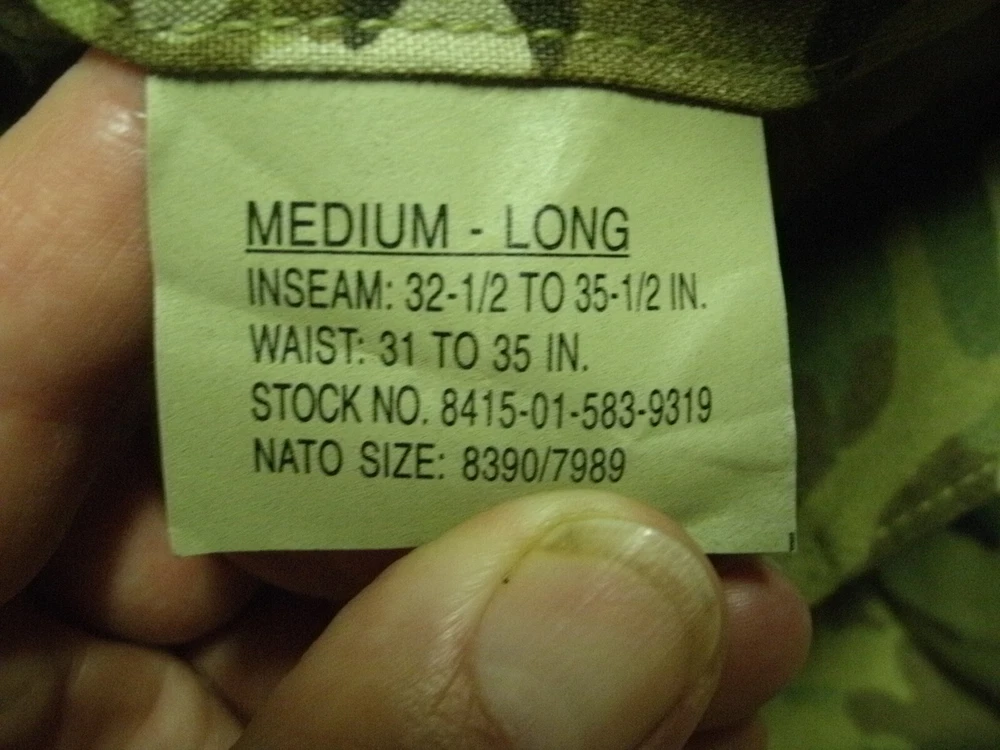 MEDIUM - LONG
INSEAM: 32-1/2 TO 35-1/2 IN.
WAIST: 31 TO 35 IN.
STOCK NO. 8415-01-583-9319
NATO SIZE: 8390/7989